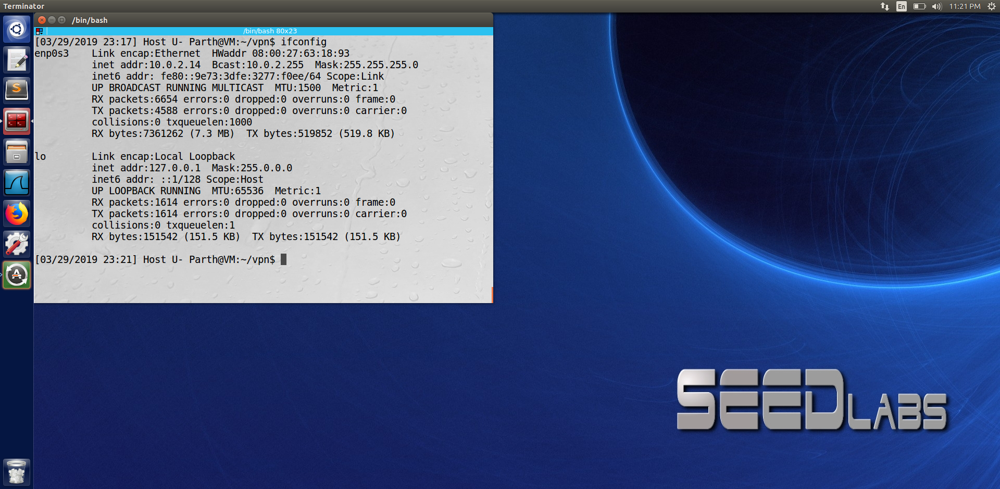 Terminator
En
11:21 PM
/bin/bash
/bin/bash 80x23
[03/29/2019 23:17] Host U- Parth@VM:~/vpn$ ifconfig
enp0s3    Link encap:Ethernet  HWaddr 08:00:27:63:18:93
          inet addr:10.0.2.14  Bcast:10.0.2.255  Mask:255.255.255.0
          inet6 addr: fe80::9e73:3dfe:3277:f0ee/64 Scope:Link
          UP BROADCAST RUNNING MULTICAST  MTU:1500  Metric:1
          RX packets:6654 errors:0 dropped:0 overruns:0 frame:0
          TX packets:4588 errors:0 dropped:0 overruns:0 carrier:0
          collisions:0 txqueuelen:1000
          RX bytes:7361262 (7.3 MB)  TX bytes:519852 (519.8 KB)
lo        Link encap:Local Loopback
          inet addr:127.0.0.1  Mask:255.0.0.0
          inet6 addr: ::1/128 Scope:Host
          UP LOOPBACK RUNNING  MTU:65536  Metric:1
          RX packets:1614 errors:0 dropped:0 overruns:0 frame:0
          TX packets:1614 errors:0 dropped:0 overruns:0 carrier:0
          collisions:0 txqueuelen:1
          RX bytes:151542 (151.5 KB)  TX bytes:151542 (151.5 KB)
[03/29/2019 23:21] Host U- Parth@VM:~/vpn$
SEEDLABS